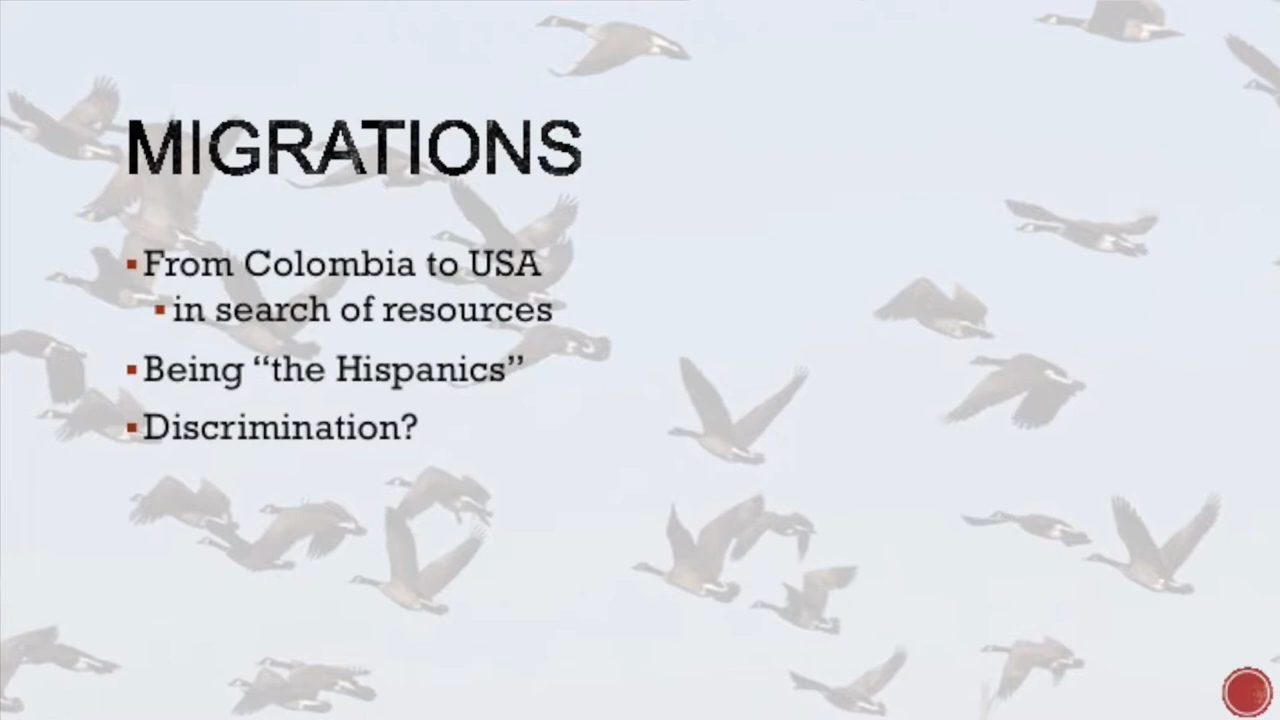 MIGRATIONS
▪From Colombia to USA
▪in search of resources
▪Being “the Hispanics”
▪Discrimination?